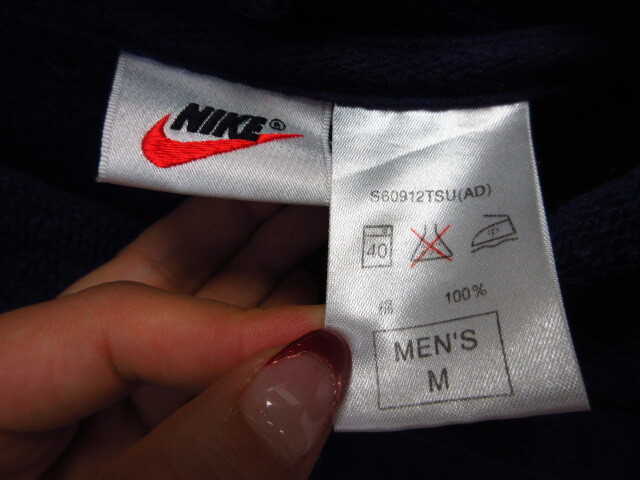 NIKE®
S60912TSU(AD)
40
綿 100%
MEN'S
M